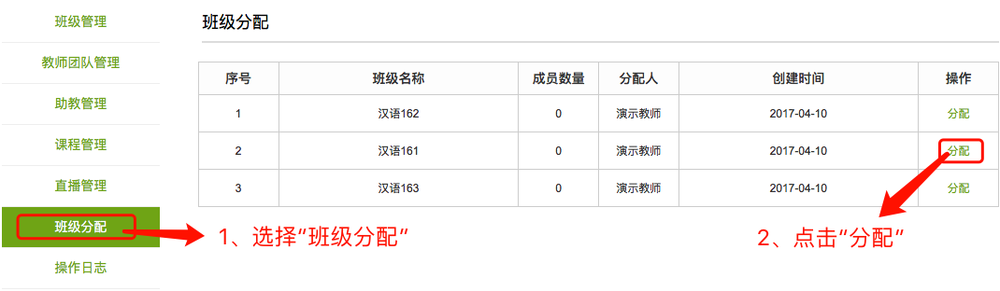 班级管理
教师团队管理
助教管理
课程管理
直播管理
班级分配
操作日志
班级分配
序号 班级名称 成员数量 分配人 创建时间 操作
1 汉语162 0 演示教师 2017-04-10 分配
2 汉语161 0 演示教师 2017-04-10 分配
3 汉语163 0 演示教师 2017-04-10 分配
1、选择"班级分配"
2、点击"分配"